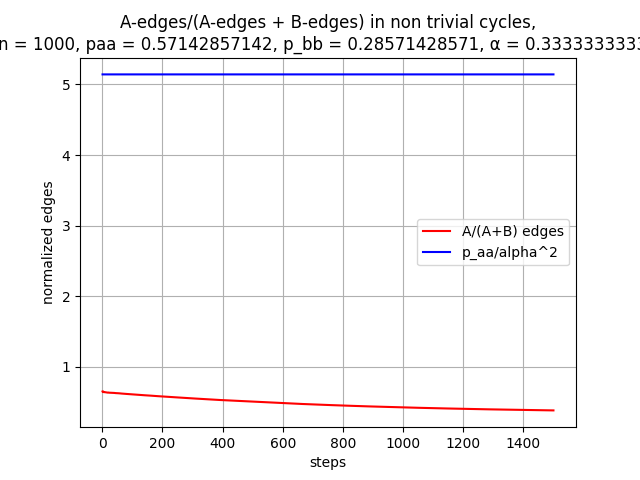 A-edges/(A-edges + B-edges) in non trivial cycles,
n = 1000, paa = 0.57142857142, p_bb = 0.28571428571, α = 0.3333333333
5
4
3
2
1
normalized edges
A/(A+B) edges
p_aa/alpha^2
0 200 400 600 800 1000 1200 1400
steps